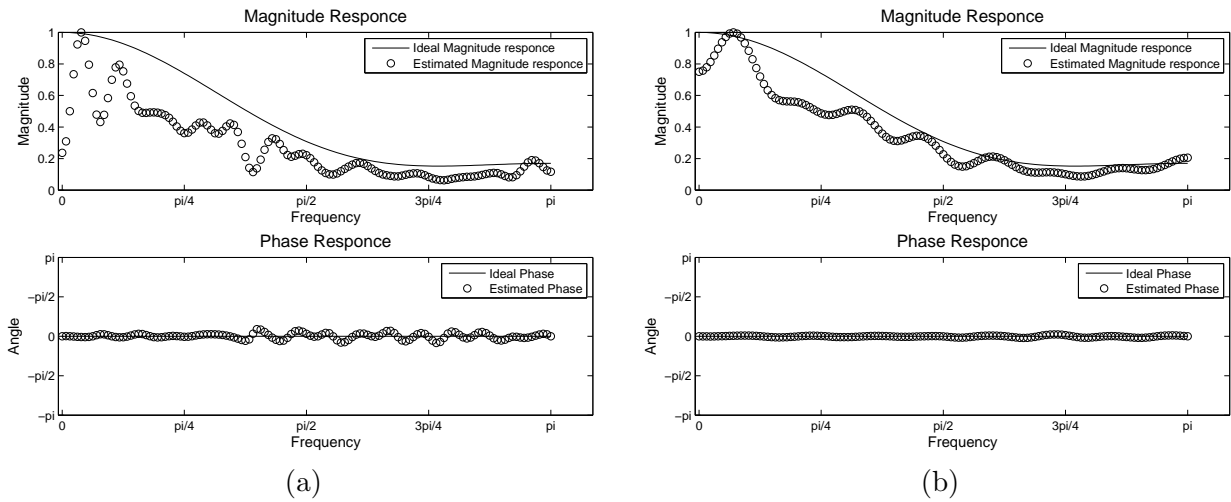 Magnitude Responce
Ideal Magnitude responce
Estimated Magnitude responce
1
0.8
0.6
0.4
0.2
0
Magnitude
0
pi/4
pi/2
3pi/4
pi
Frequency
Phase Responce
Ideal Phase
Estimated Phase
pi
−pi/2
0
−pi/2
−pi
Angle
0
pi/4
pi/2
3pi/4
pi
Frequency
(a)
Magnitude Responce
Ideal Magnitude responce
Estimated Magnitude responce
1
0.8
0.6
0.4
0.2
0
Magnitude
0
pi/4
pi/2
3pi/4
pi
Frequency
Phase Responce
Ideal Phase
Estimated Phase
pi
−pi/2
0
−pi/2
−pi
Angle
0
pi/4
pi/2
3pi/4
pi
Frequency
(b)